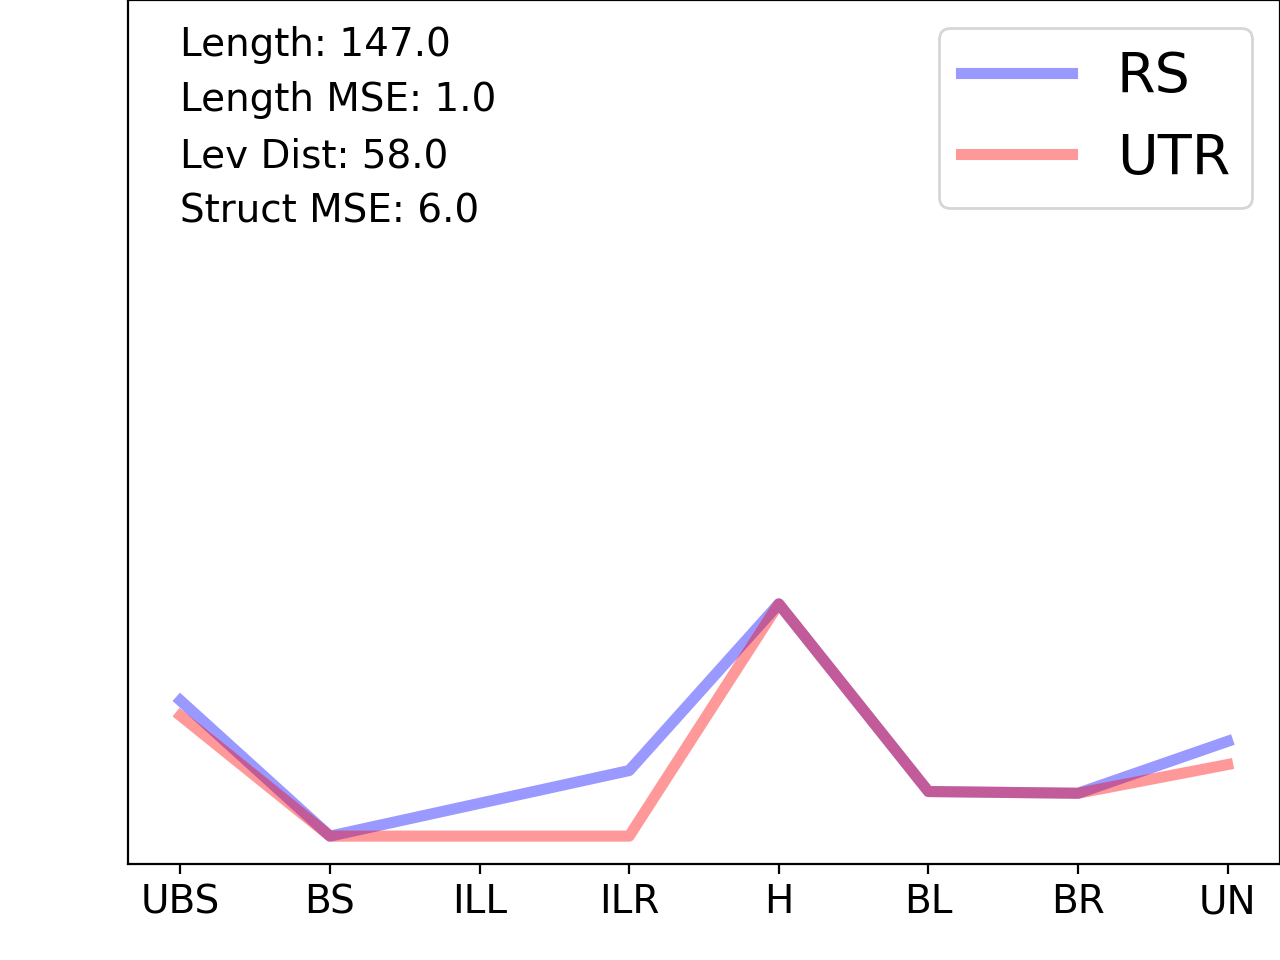 Length: 147.0
Length MSE: 1.0
Lev Dist: 58.0
Struct MSE: 6.0
RS
UTR
UBS BS ILL ILR H BL BR UN